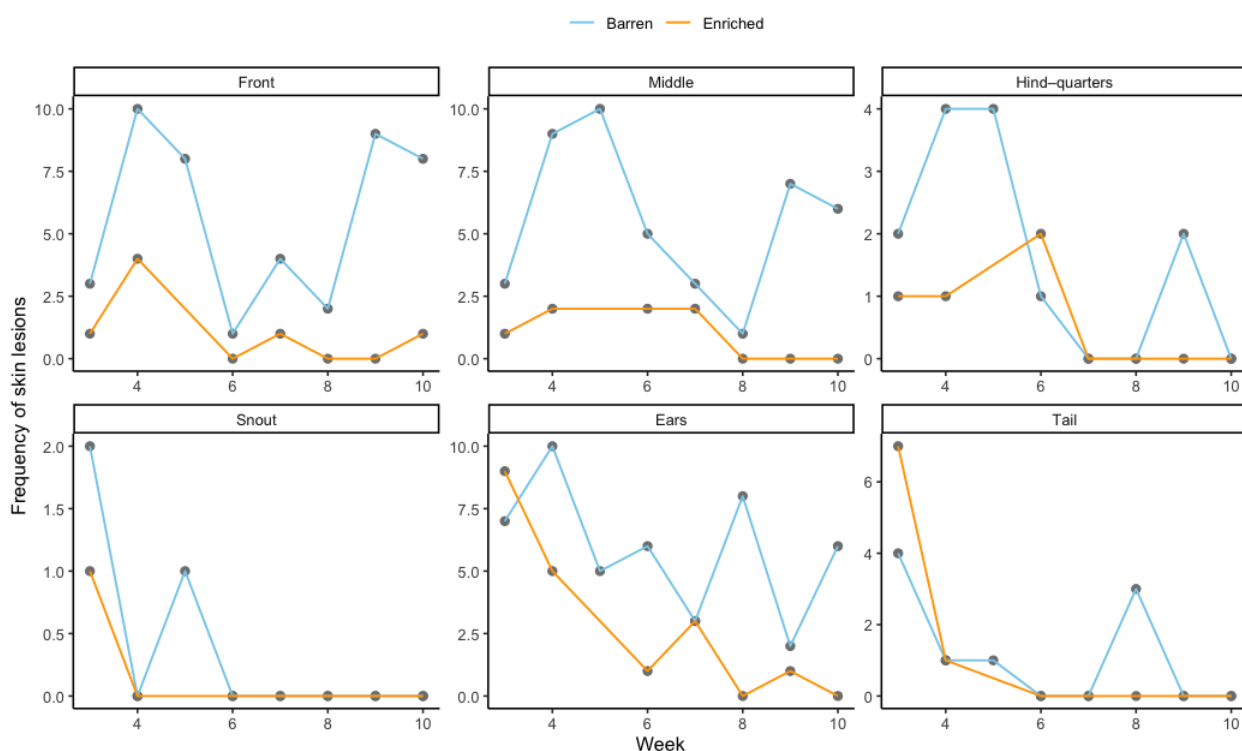 Barren Enriched
Front Middle Hind–quarters
10.0 10.0 4
7.5 7.5 3
5.0 5.0 2
2.5 2.5 1
0.0 0.0 0
4 6 8 10 4 6 8 10 4 6 8 10
Frequency of skin lesions
Snout Ears Tail
2.0 10.0 6
1.5 7.5 4
1.0 5.0 2
0.5 2.5 0
0.0 0.0
4 6 8 10 4 6 8 10 4 6 8 10
Week